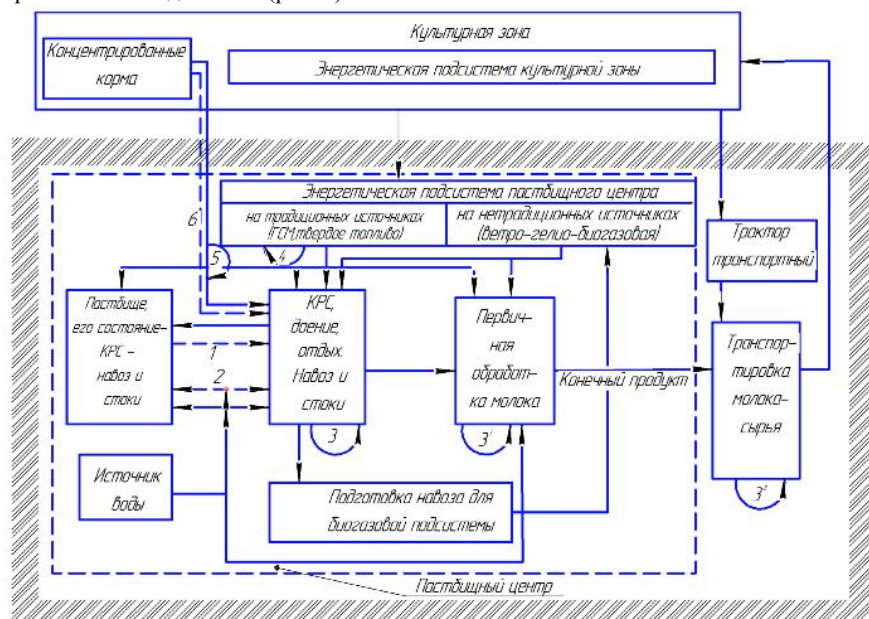 Культурная зона
Концентрированные
корма
Энергетическая подсистема культурной зоны
Энергетическая подсистема пастбищного центра
на традиционных источниках
(ГСМ,твердое топливо)
на нетрадиционных источниках
(ветро-гелио-биогазовая)
6
5
4
Трактор
транспортный
Пастбище,
его состояние-
КРС -
навоз и
стоки
1
2
КРС,
доение,
отдых.
Навоз и
стоки
3
Первич-
ная
обработ-
ка молока
3'
Конечный продукт
Транспор-
тировка
молока-
сырья
3"
Источник
воды
Подготовка навоза для
биогазовой подсистемы
Пастбищный центр